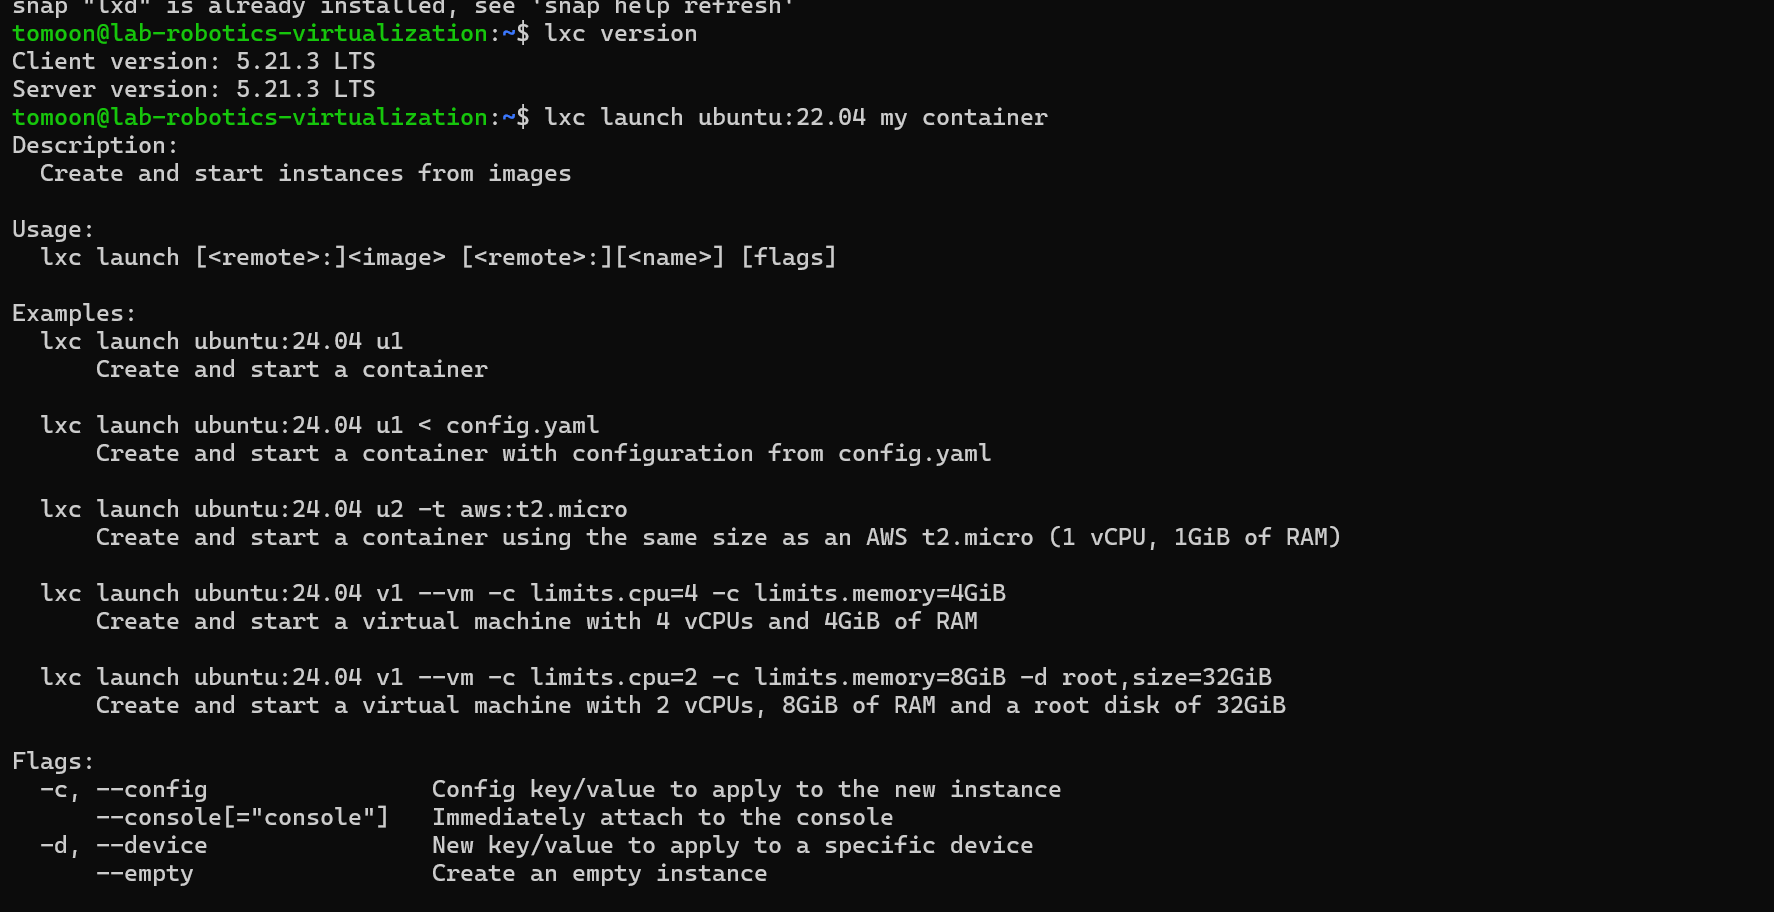 snap "lxd" is already installed, see 'snap help refresh'
tomoon@lab-robotics-virtualization:~$ lxc version
Client version: 5.21.3 LTS
Server version: 5.21.3 LTS
tomoon@lab-robotics-virtualization:~$ lxc launch ubuntu:22.04 my container
Description:
  Create and start instances from images

Usage:
  lxc launch [<remote>:]<image> [<remote>:][<name>] [flags]

Examples:
  lxc launch ubuntu:24.04 u1
      Create and start a container

  lxc launch ubuntu:24.04 u1 < config.yaml
      Create and start a container with configuration from config.yaml

  lxc launch ubuntu:24.04 u2 -t aws:t2.micro
      Create and start a container using the same size as an AWS t2.micro (1 vCPU, 1GiB of RAM)

  lxc launch ubuntu:24.04 v1 --vm -c limits.cpu=4 -c limits.memory=4GiB
      Create and start a virtual machine with 4 vCPUs and 4GiB of RAM

  lxc launch ubuntu:24.04 v1 --vm -c limits.cpu=2 -c limits.memory=8GiB -d root,size=32GiB
      Create and start a virtual machine with 2 vCPUs, 8GiB of RAM and a root disk of 32GiB

Flags:
  -c, --config                Config key/value to apply to the new instance
      --console[="console"]   Immediately attach to the console
  -d, --device                New key/value to apply to a specific device
      --empty                 Create an empty instance